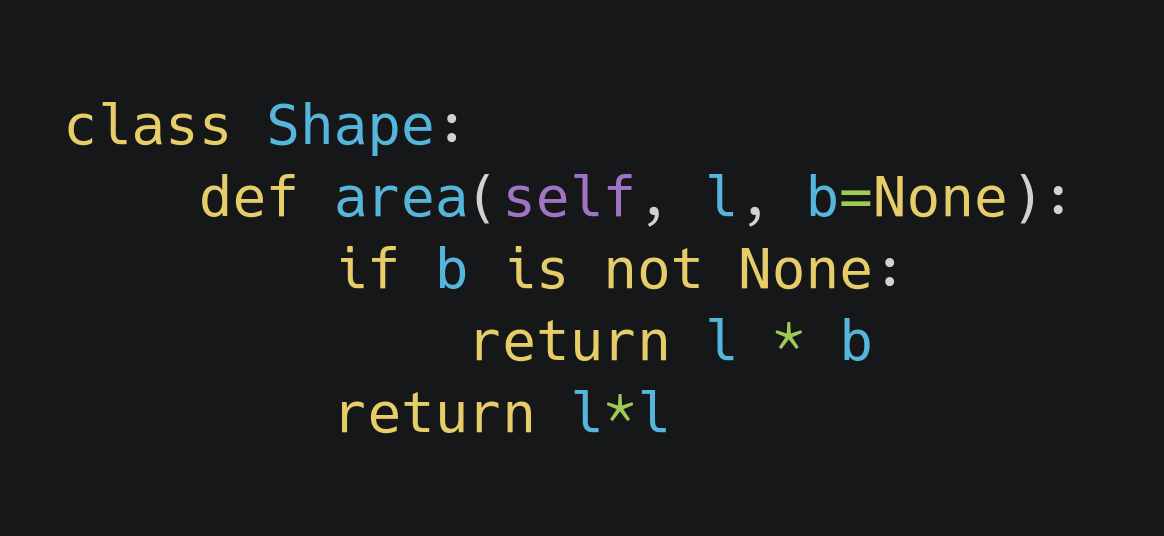 class Shape:
    def area(self, l, b=None):
        if b is not None:
            return l * b
        return l*l